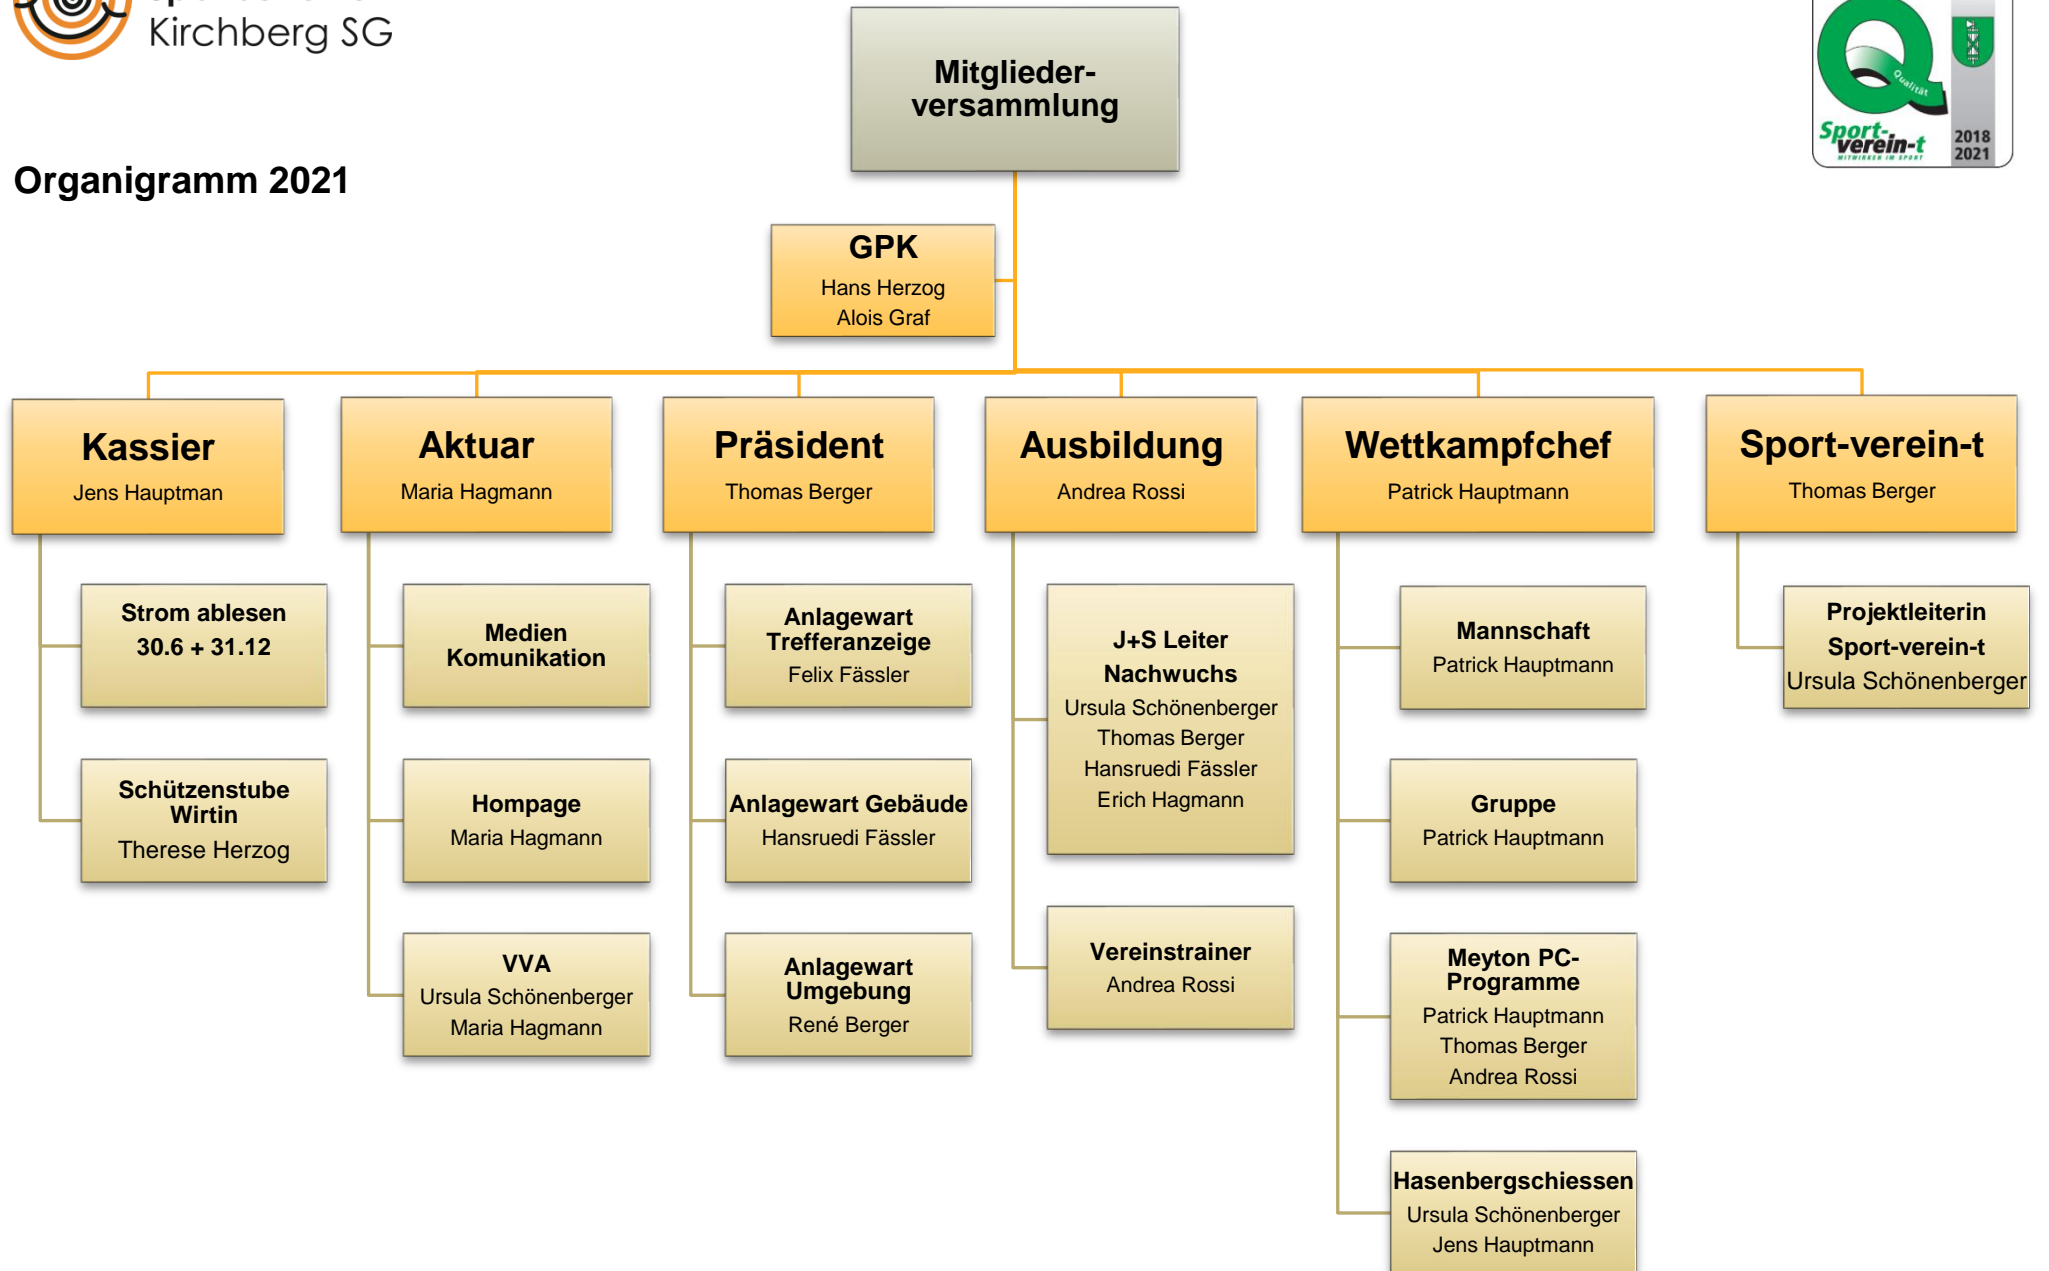 Kirchberg SG
Organigramm 2021
Mitglieder-
versammlung
Qualität
Sport-
verein-t
MITWIRKEN IM SPORT
2018
2021
GPK
Hans Herzog
Alois Graf
Kassier
Jens Hauptman
Strom ablesen
30.6 + 31.12
Schützenstube
Wirtin
Therese Herzog
Aktuar
Maria Hagmann
Medien
Komunikation
Hompage
Maria Hagmann
VVA
Ursula Schönenberger
Maria Hagmann
Präsident
Thomas Berger
Anlagewart
Trefferanzeige
Felix Fässler
Anlagewart Gebäude
Hansruedi Fässler
Anlagewart
Umgebung
René Berger
Ausbildung
Andrea Rossi
J+S Leiter
Nachwuchs
Ursula Schönenberger
Thomas Berger
Hansruedi Fässler
Erich Hagmann
Vereinstrainer
Andrea Rossi
Wettkampfchef
Patrick Hauptmann
Mannschaft
Patrick Hauptmann
Gruppe
Patrick Hauptmann
Meyton PC-
Programme
Patrick Hauptmann
Thomas Berger
Andrea Rossi
Hasenbergschiessen
Ursula Schönenberger
Jens Hauptmann
Sport-verein-t
Thomas Berger
Projektleiterin
Sport-verein-t
Ursula Schönenberger